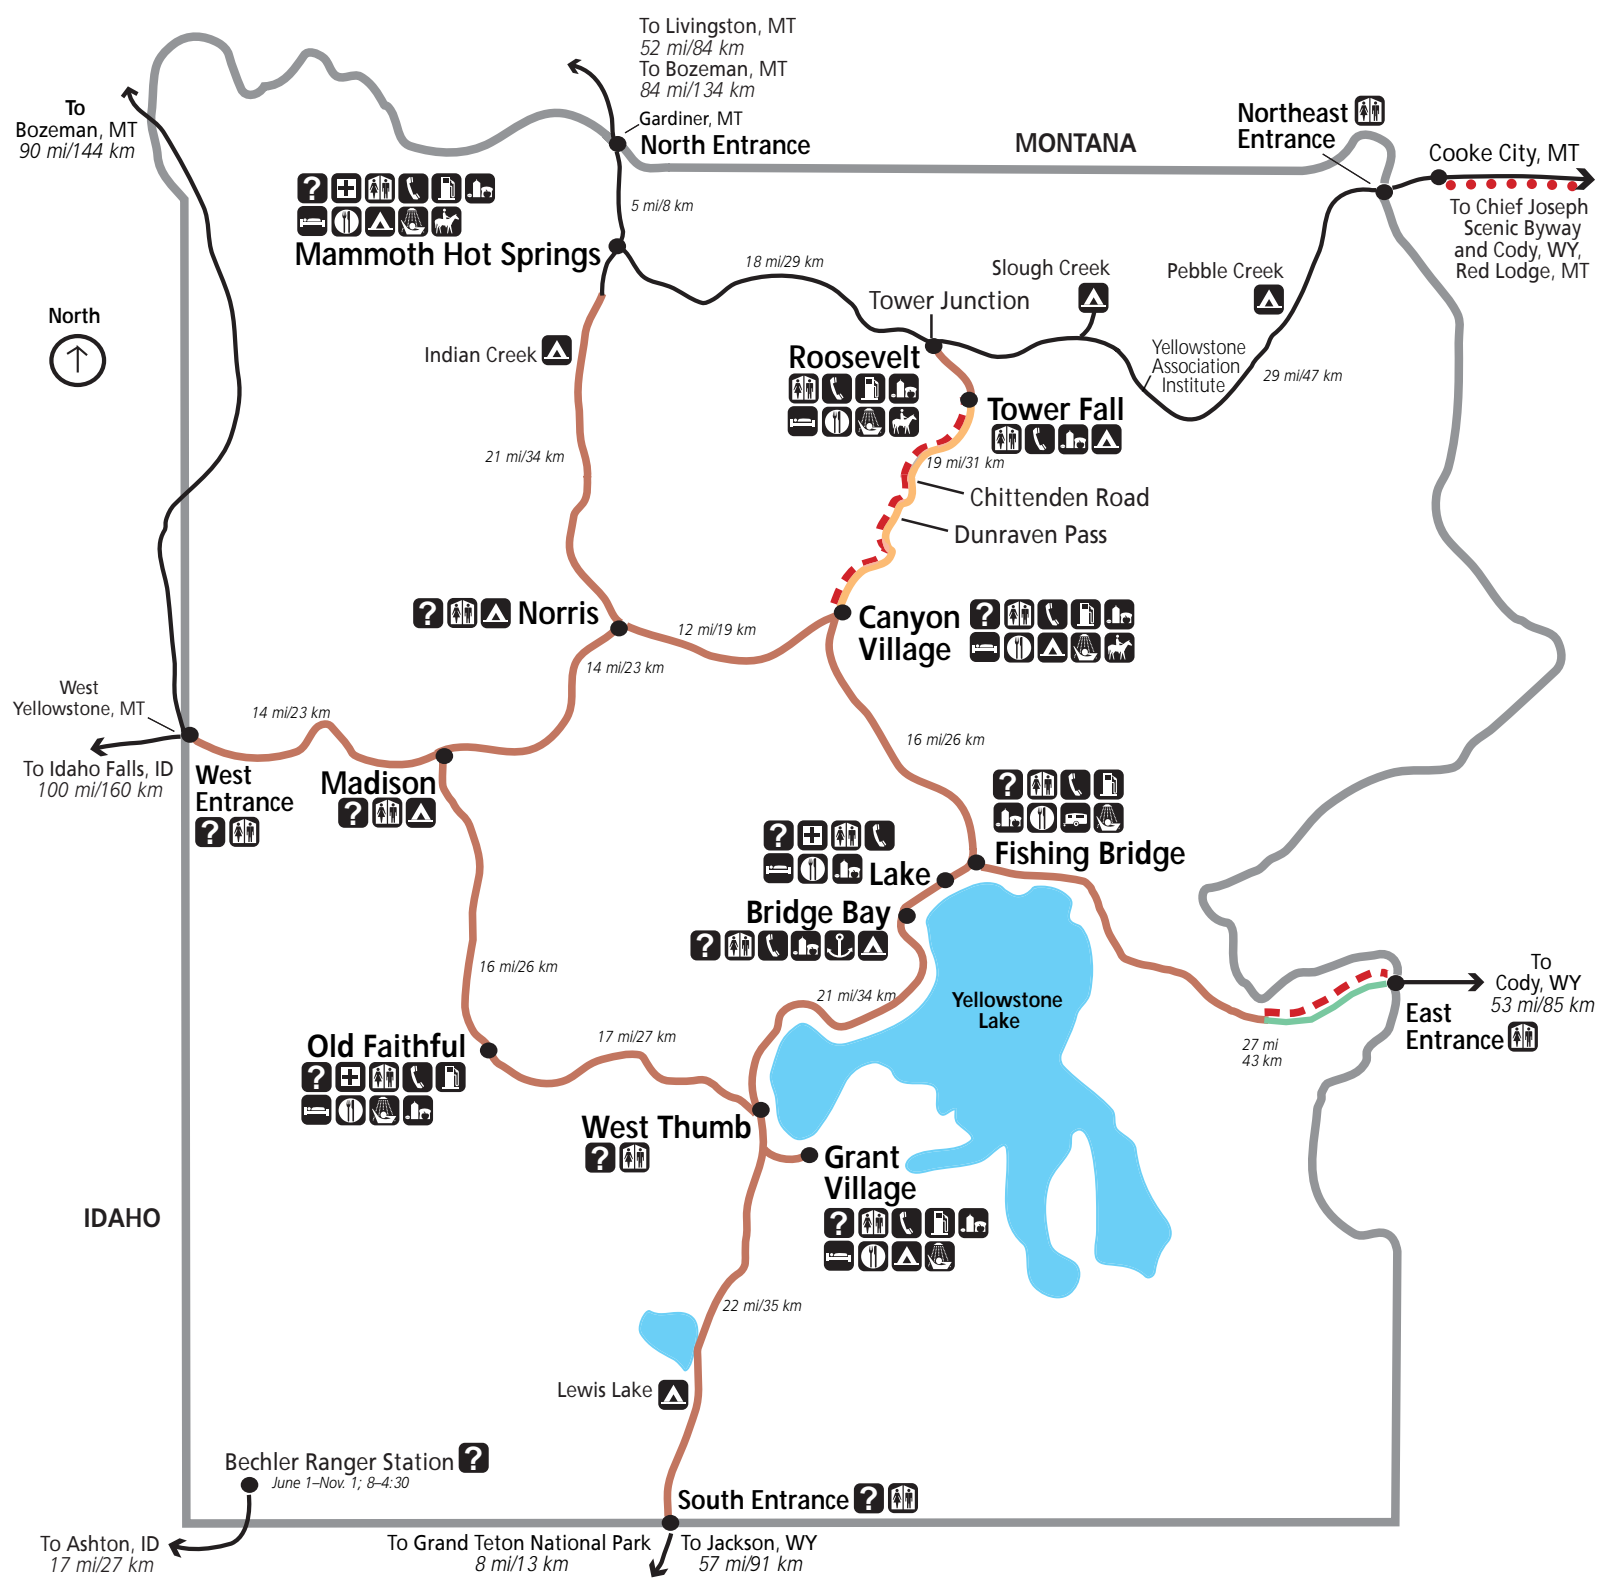 To Livingston, MT
52 mi/84 km
To Bozeman, MT
84 mi/134 km
Gardiner, MT
North Entrance
To
Bozeman, MT
90 mi/144 km
MONTANA
Northeast
Entrance
Cooke City, MT
To Chief Joseph
Scenic Byway
and Cody, WY,
Red Lodge, MT
5 mi/8 km
Mammoth Hot Springs
18 mi/29 km
Slough Creek
Pebble Creek
Tower Junction
North
Indian Creek
Roosevelt
Yellowstone
Association
Institute
29 mi/47 km
Tower Fall
21 mi/34 km
19 mi/31 km
Chittenden Road
Dunraven Pass
Norris
12 mi/19 km
Canyon
Village
14 mi/23 km
West
Yellowstone, MT
14 mi/23 km
16 mi/26 km
To Idaho Falls, ID
100 mi/160 km
West
Entrance
Madison
Fishing Bridge
Lake
Bridge Bay
16 mi/26 km
21 mi/34 km
Yellowstone
Lake
To
Cody, WY
53 mi/85 km
East
Entrance
27 mi
43 km
Old Faithful
17 mi/27 km
West Thumb
Grant
Village
IDAHO
22 mi/35 km
Lewis Lake
Bechler Ranger Station
June 1–Nov. 1; 8–4:30
South Entrance
To Ashton, ID
17 mi/27 km
To Grand Teton National Park
8 mi/13 km
To Jackson, WY
57 mi/91 km